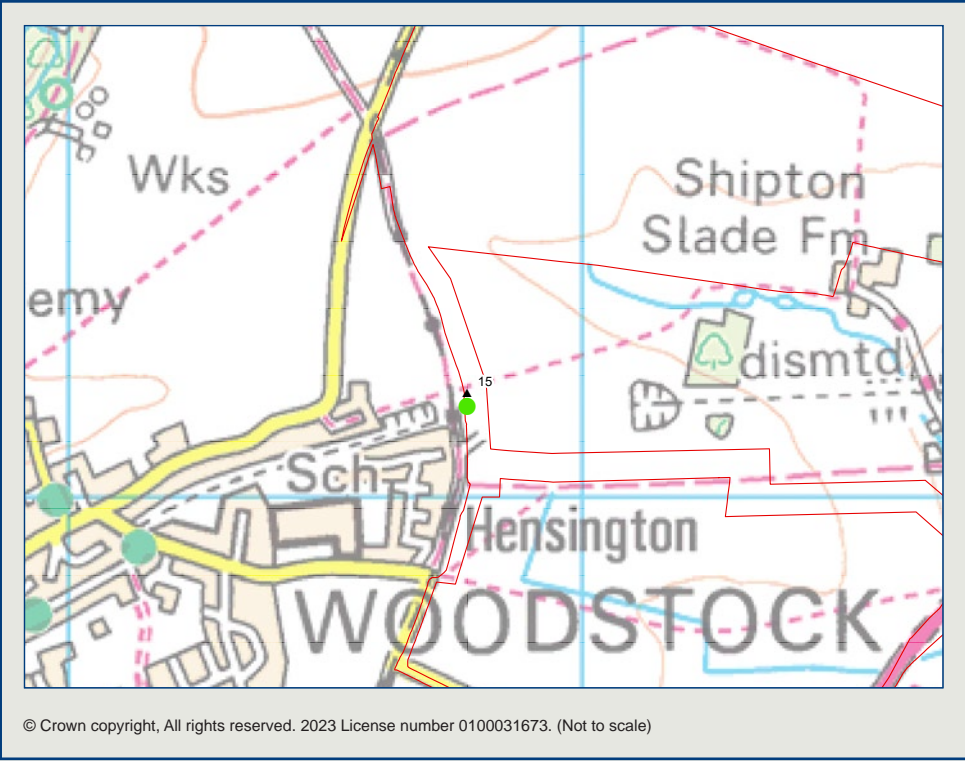 Wks
Shipton
Slade Fm
emy
15
dismtd
Sch
Hensington
WOODSTOCK
© Crown copyright, All rights reserved. 2023 License number 0100031673. (Not to scale)